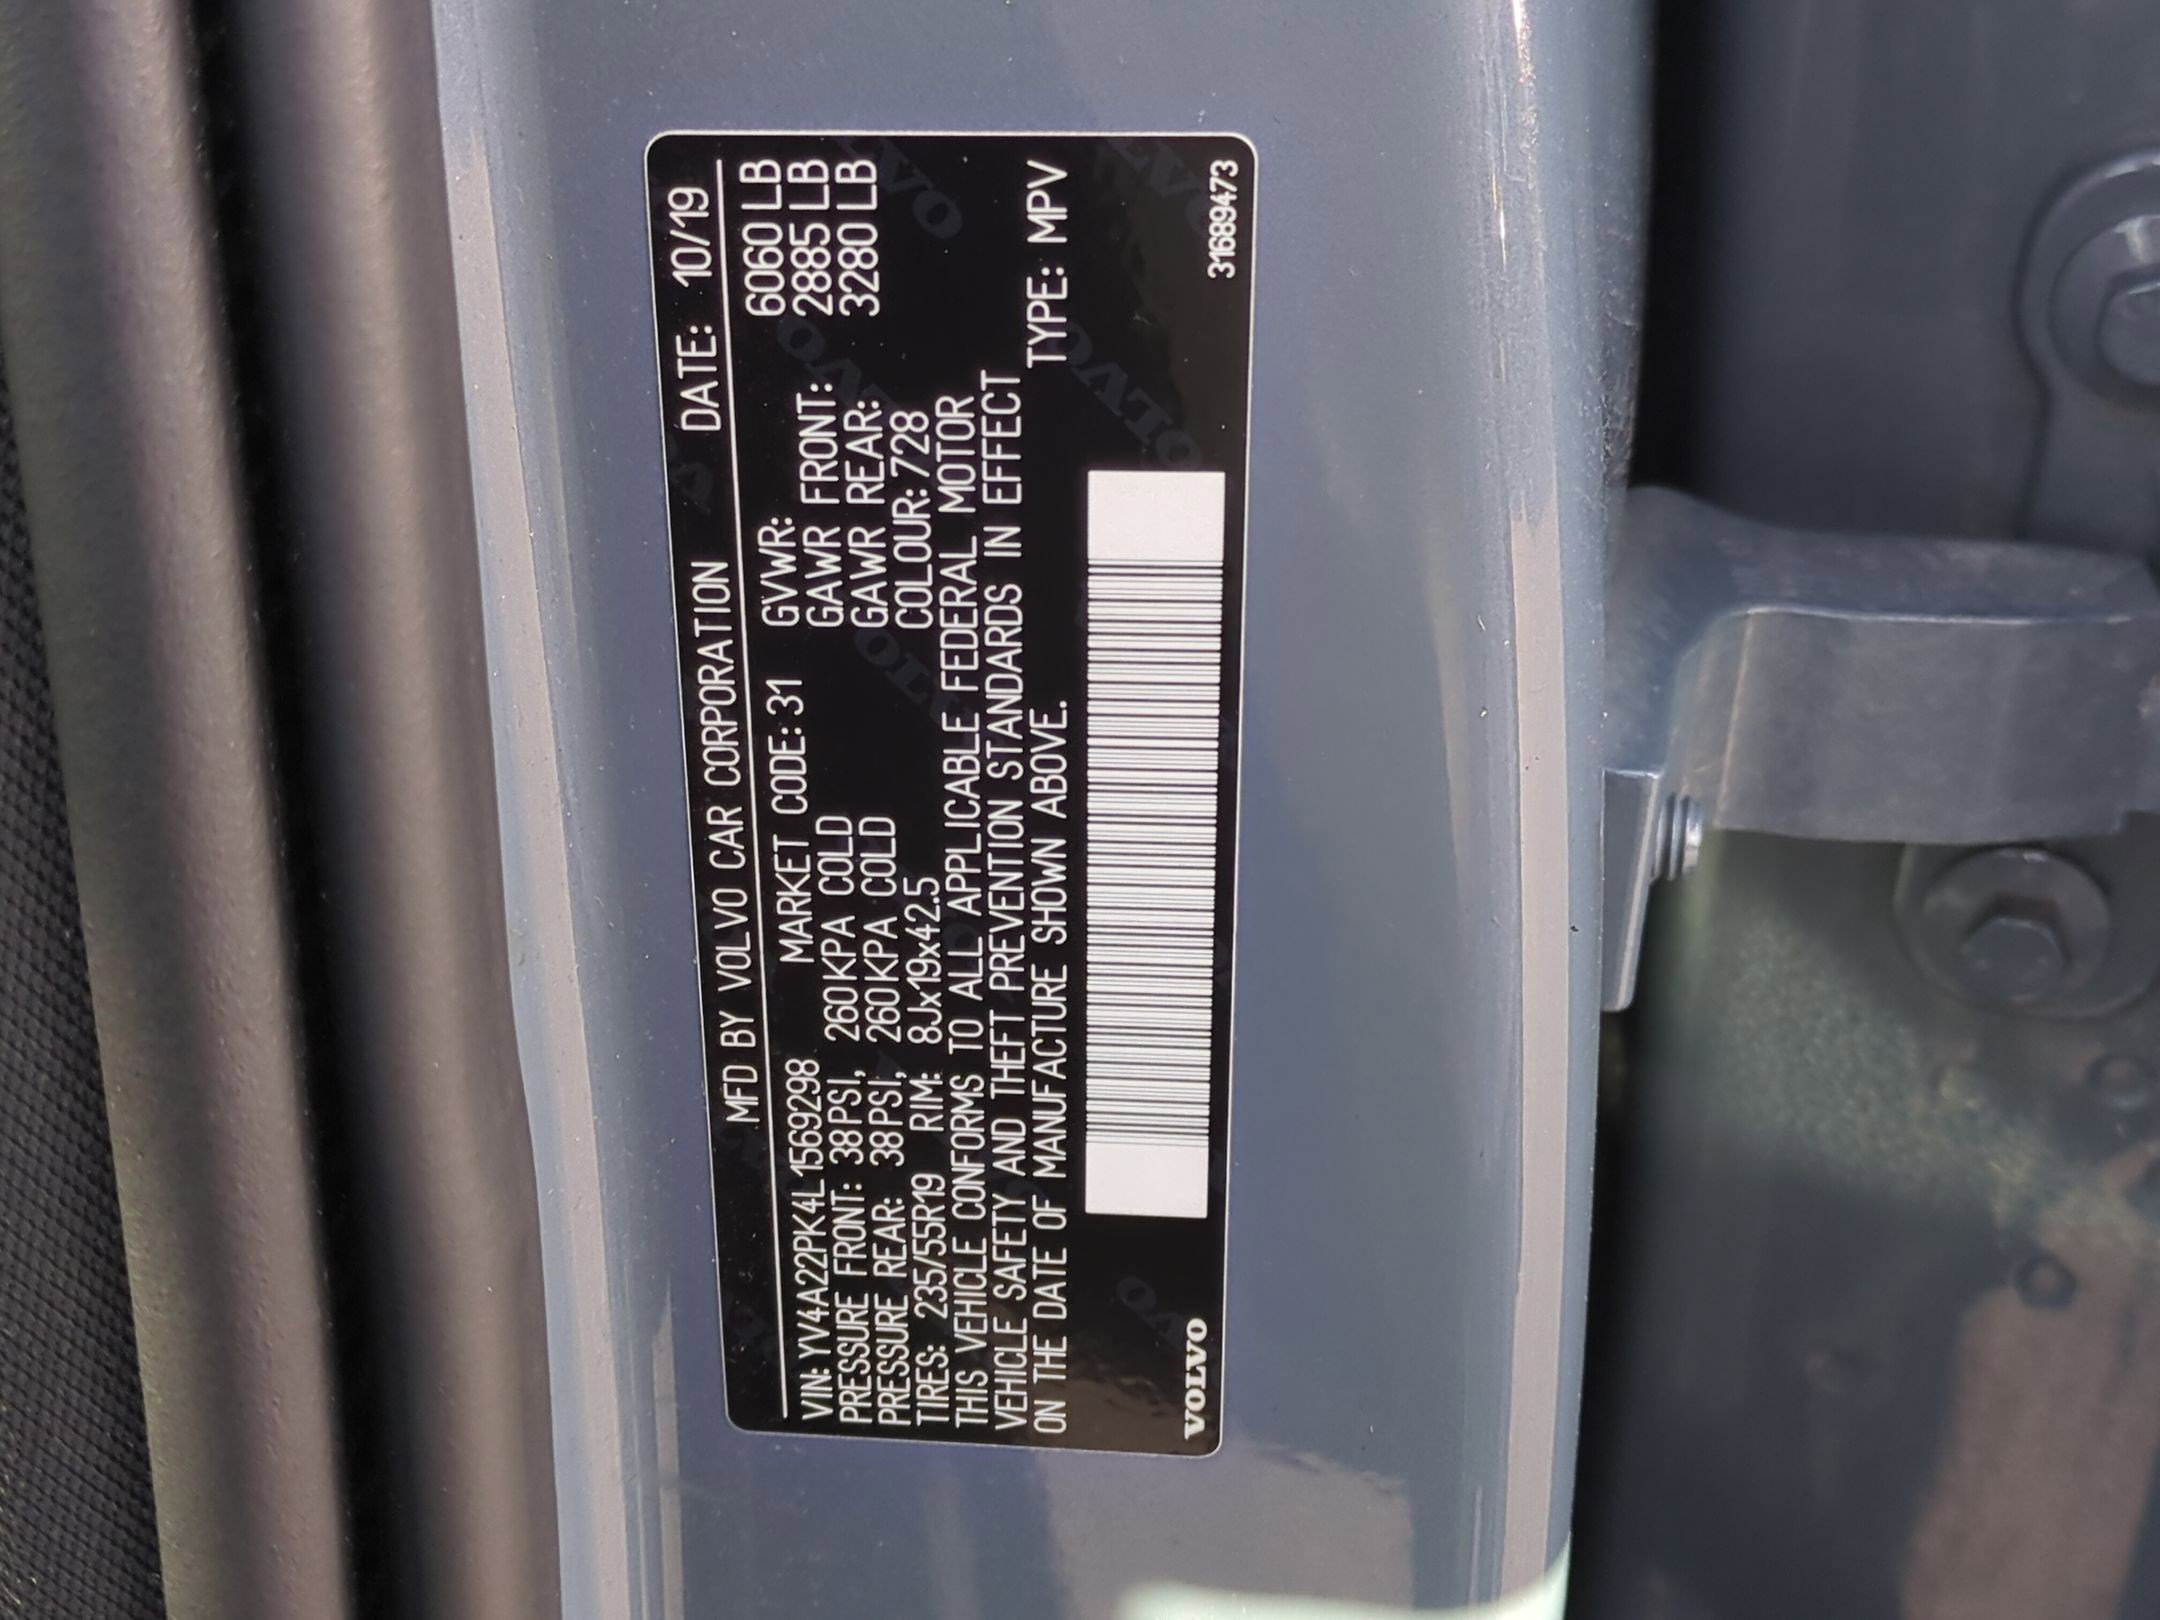 MFD BY VOLVO CAR CORPORATION DATE: 10/19
VIN: YV4A22PK4L1569298 MARKET CODE: 31 GVWR: 6060 LB
PRESSURE FRONT: 38PSI, 260KPA COLD GAWR FRONT: 2885 LB
PRESSURE REAR: 38PSI, 260KPA COLD GAWR REAR: 3280 LB
TIRES: 235/55R19 RIM: 8Jx19x42.5 COLOUR: 728
THIS VEHICLE CONFORMS TO ALL APPLICABLE FEDERAL MOTOR
VEHICLE SAFETY AND THEFT PREVENTION STANDARDS IN EFFECT
ON THE DATE OF MANUFACTURE SHOWN ABOVE. TYPE: MPV
VOLVO 31689473